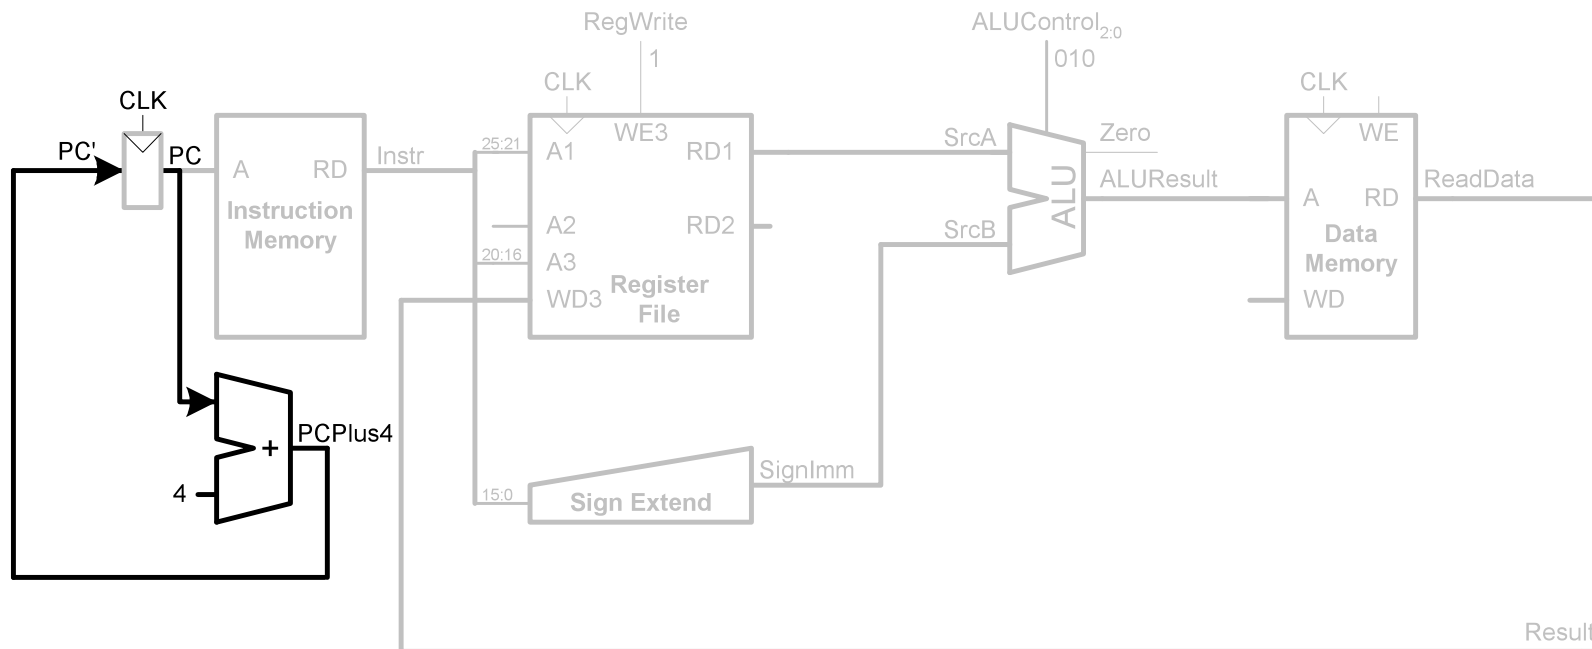 RegWrite
ALUControl2:0
1
010
CLK
CLK
CLK
PC'
PC
A
RD
Instruction
Memory
Instr
25:21
20:16
15:0
WE3
A1
RD1
A2
RD2
A3
WD3
Register
File
SrcA
SrcB
ALU
Zero
ALUResult
WE
A
RD
Data
Memory
WD
ReadData
+
PCPlus4
4
Sign Extend
SignImm
Result